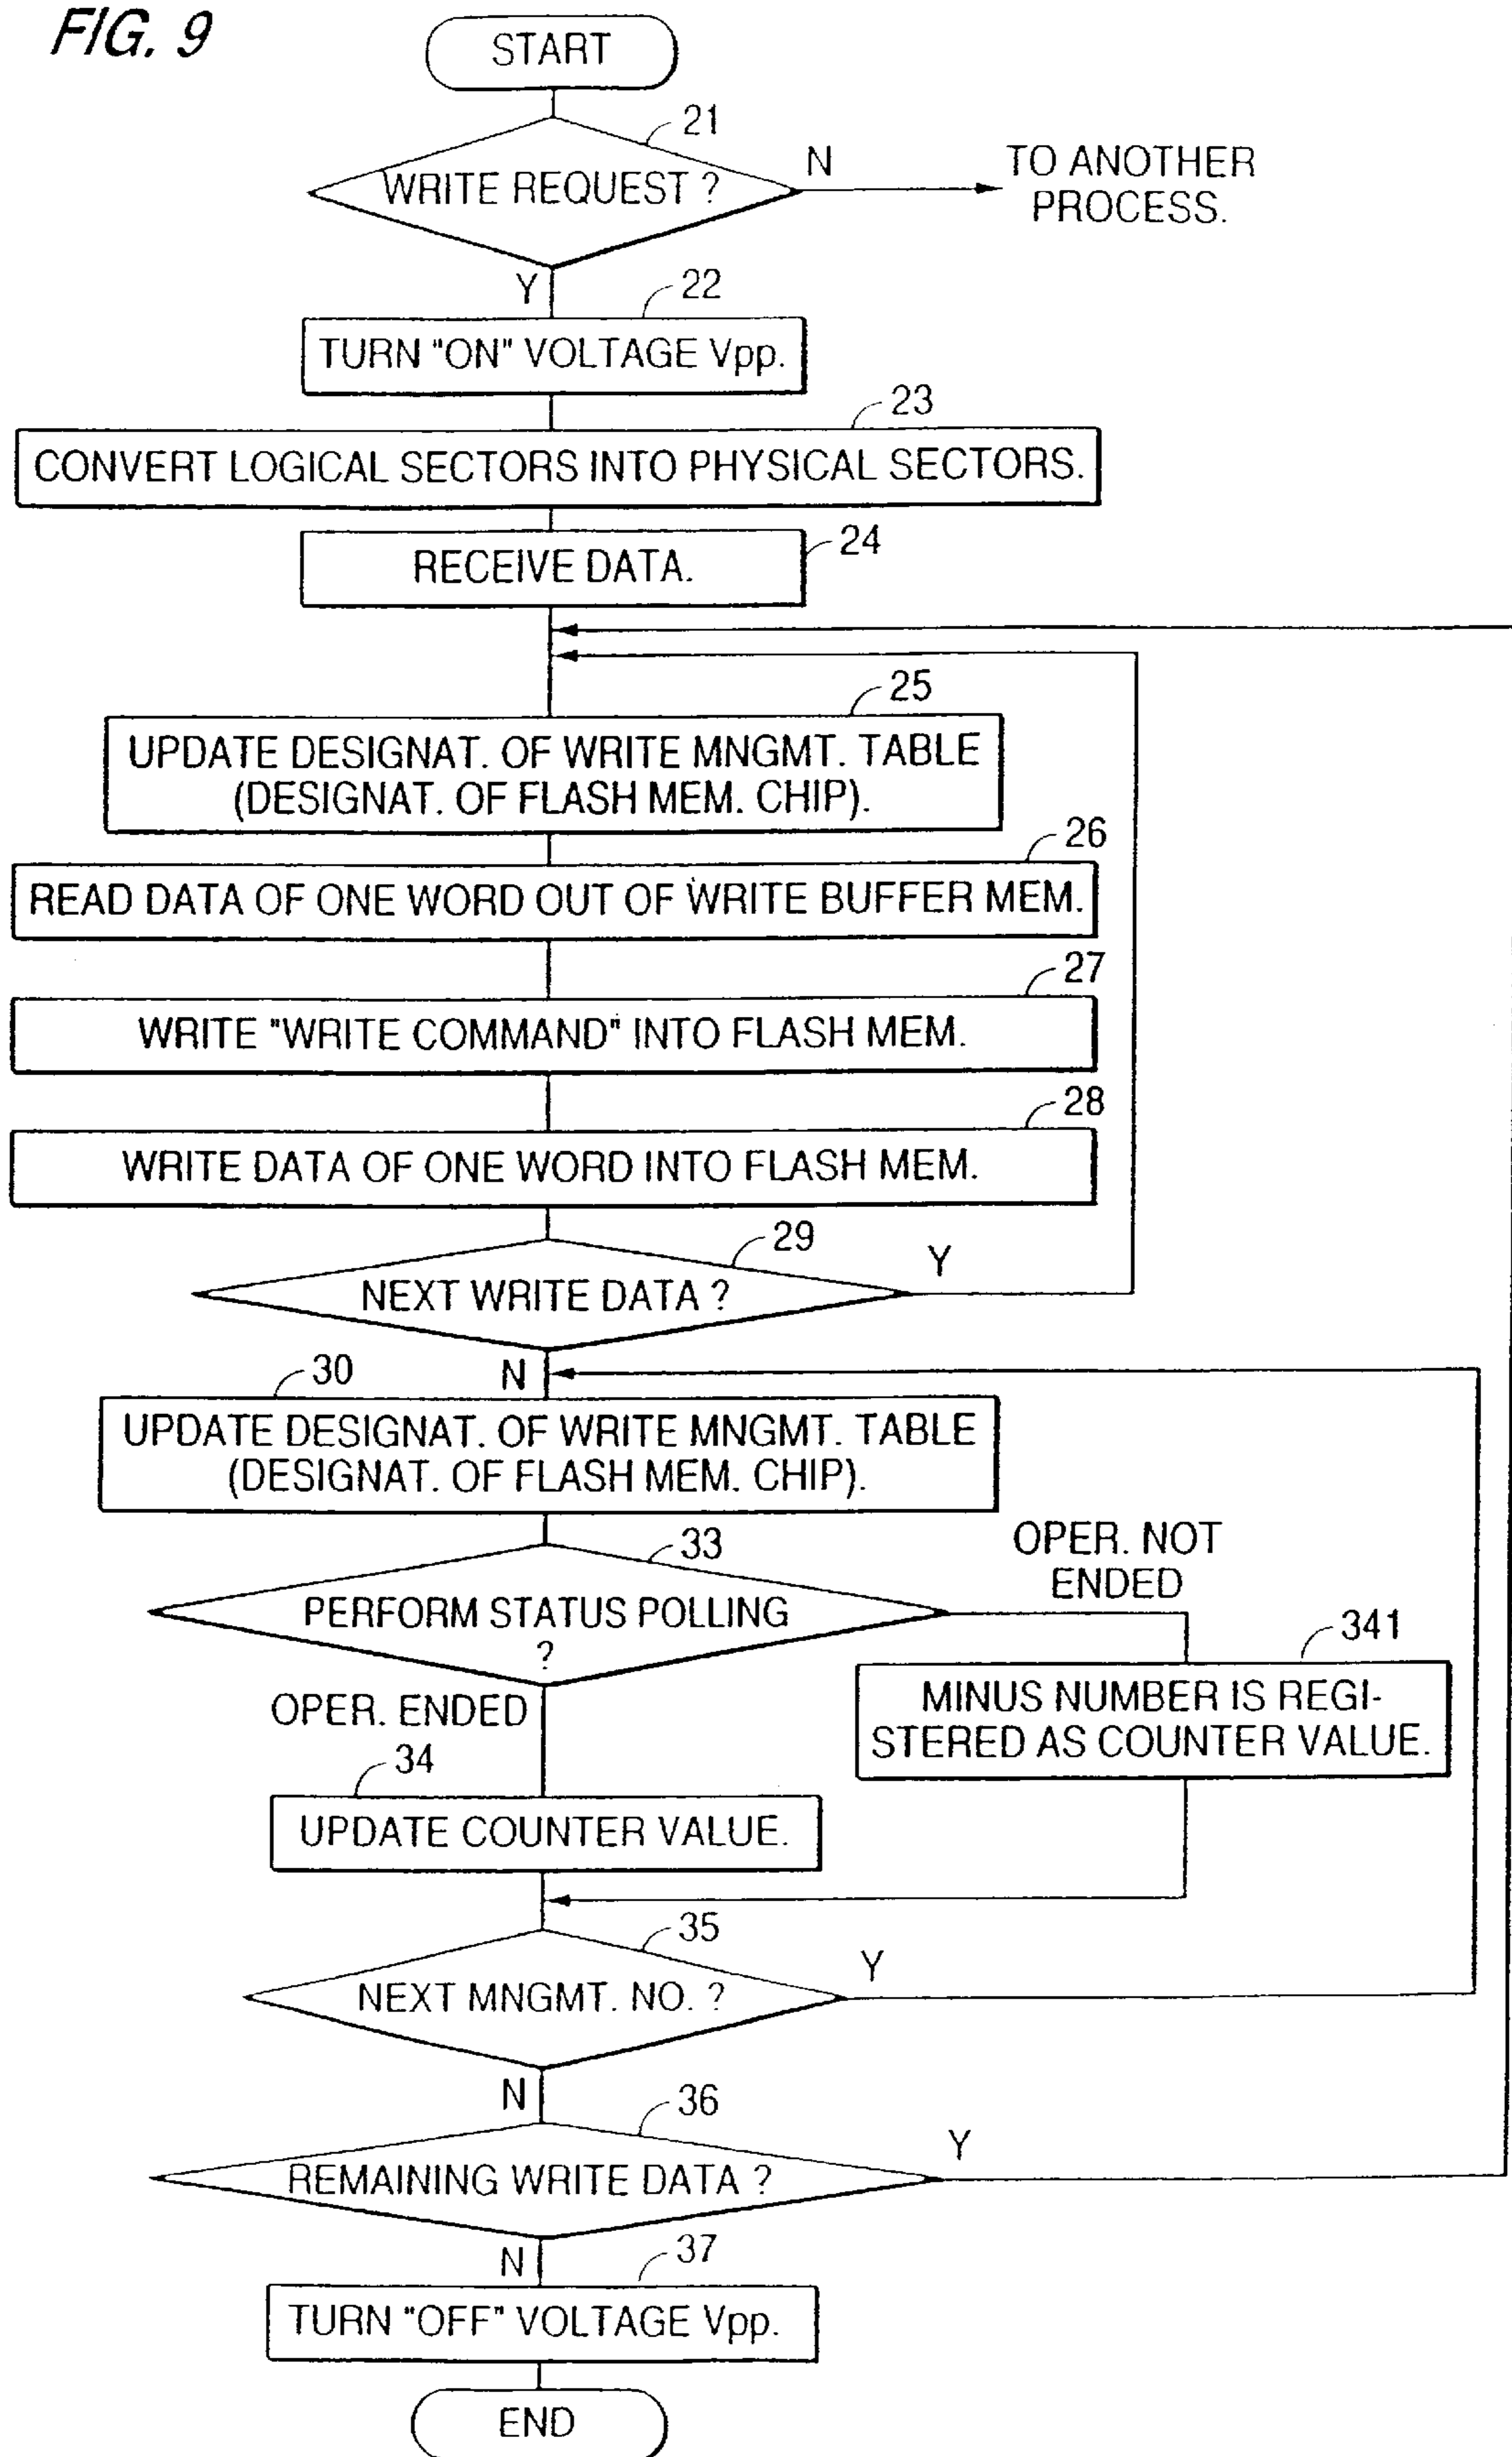 FIG. 9
START
21
WRITE REQUEST ?
N
TO ANOTHER
PROCESS.
Y
22
TURN "ON" VOLTAGE Vpp.
23
CONVERT LOGICAL SECTORS INTO PHYSICAL SECTORS.
24
RECEIVE DATA.
25
UPDATE DESIGNAT. OF WRITE MNGMT. TABLE
(DESIGNAT. OF FLASH MEM. CHIP).
26
READ DATA OF ONE WORD OUT OF WRITE BUFFER MEM.
27
WRITE "WRITE COMMAND" INTO FLASH MEM.
28
WRITE DATA OF ONE WORD INTO FLASH MEM.
29
NEXT WRITE DATA ?
Y
N
30
UPDATE DESIGNAT. OF WRITE MNGMT. TABLE
(DESIGNAT. OF FLASH MEM. CHIP).
33
PERFORM STATUS POLLING
?
OPER. NOT
ENDED
341
MINUS NUMBER IS REGI-
STERED AS COUNTER VALUE.
OPER. ENDED
34
UPDATE COUNTER VALUE.
35
NEXT MNGMT. NO. ?
Y
N
36
REMAINING WRITE DATA ?
Y
N
37
TURN "OFF" VOLTAGE Vpp.
END